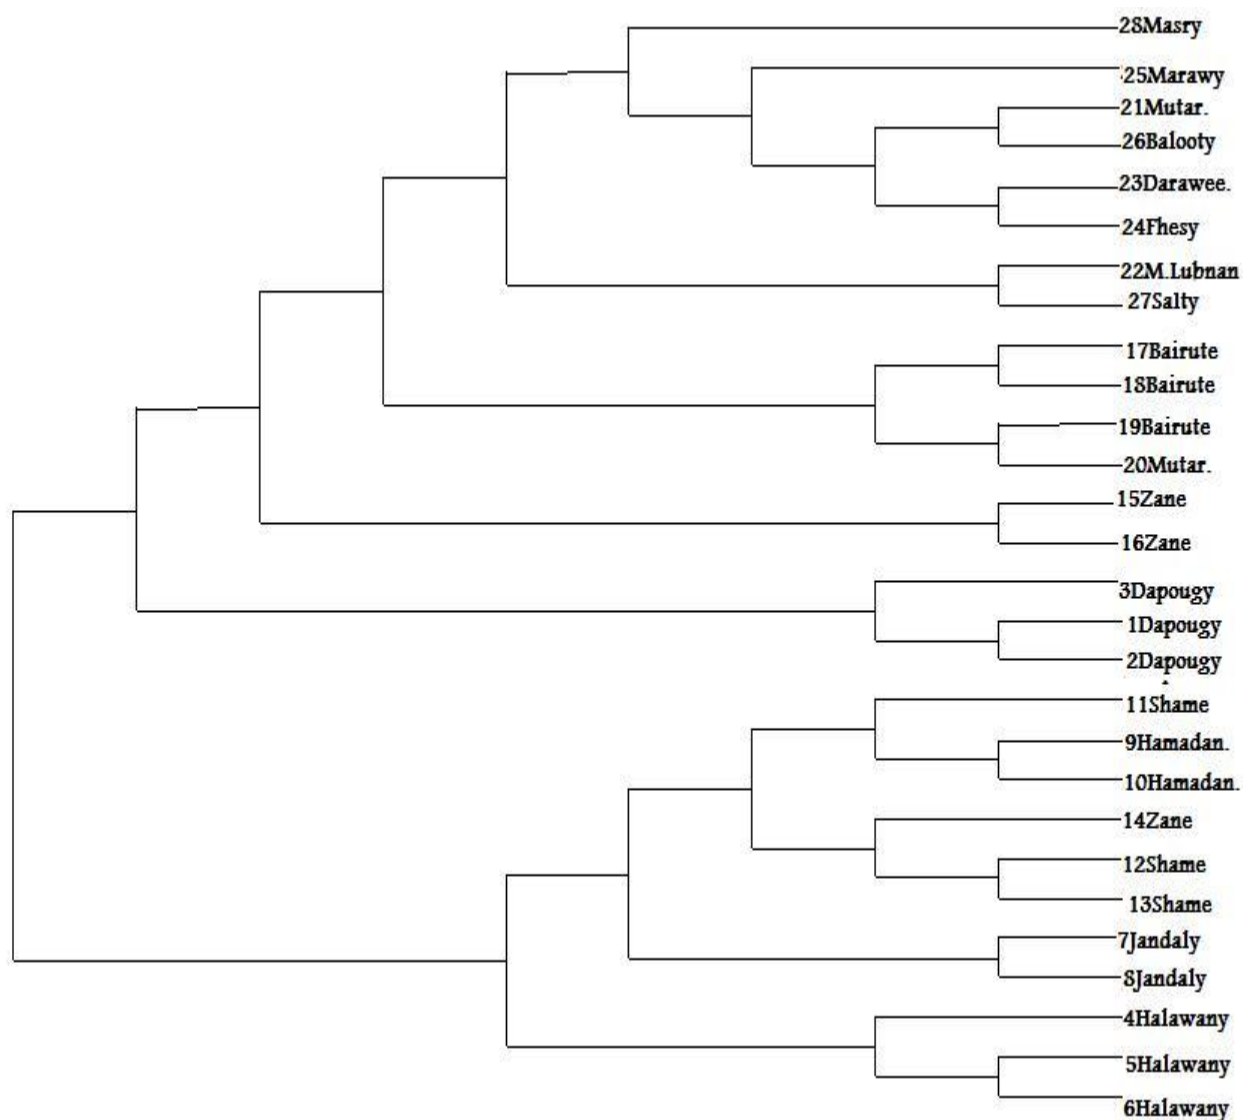 28Masry
25Marawy
21Mutar.
26Balooty
23Darawee.
24Fhesy
22M.Lubnan
27Salty
17Bairute
18Bairute
19Bairute
20Mutar.
15Zane
16Zane
3Dapougy
1Dapougy
2Dapougy
11Shame
9Hamadan.
10Hamadan.
14Zane
12Shame
13Shame
7Jandaly
8Jandaly
4Halawany
5Halawany
6Halawany